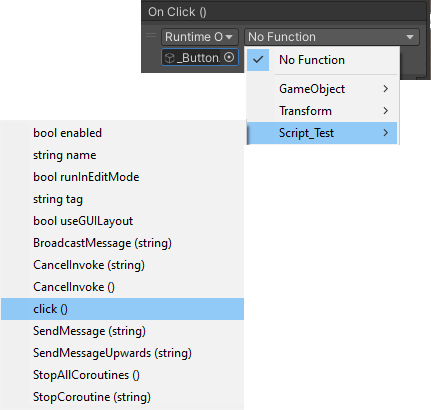 On Click ()
Runtime O No Function
_Button
No Function
GameObject
Transform
Script_Test
bool enabled
string name
bool runInEditMode
string tag
bool useGUILayout
BroadcastMessage (string)
CancelInvoke (string)
CancelInvoke ()
click ()
SendMessage (string)
SendMessageUpwards (string)
StopAllCoroutines ()
StopCoroutine (string)